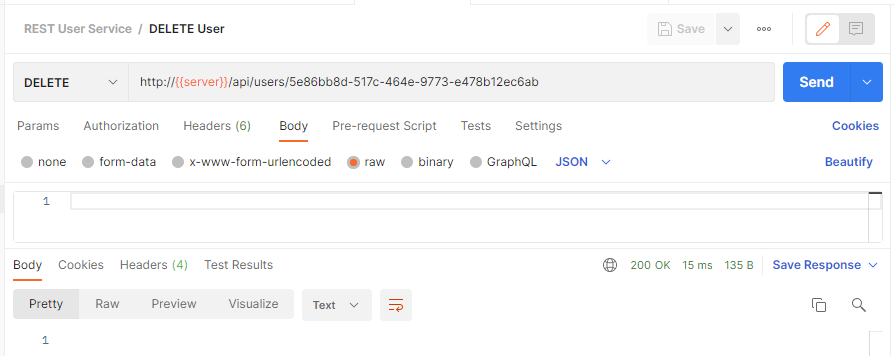 REST User Service / DELETE User
Save
DELETE http://{{server}}/api/users/5e86bb8d-517c-464e-9773-e478b12ec6ab Send
Params Authorization Headers (6) Body Pre-request Script Tests Settings Cookies
none form-data x-www-form-urlencoded raw binary GraphQL JSON Beautify
1
Body Cookies Headers (4) Test Results 200 OK 15 ms 135 B Save Response
Pretty Raw Preview Visualize Text
1